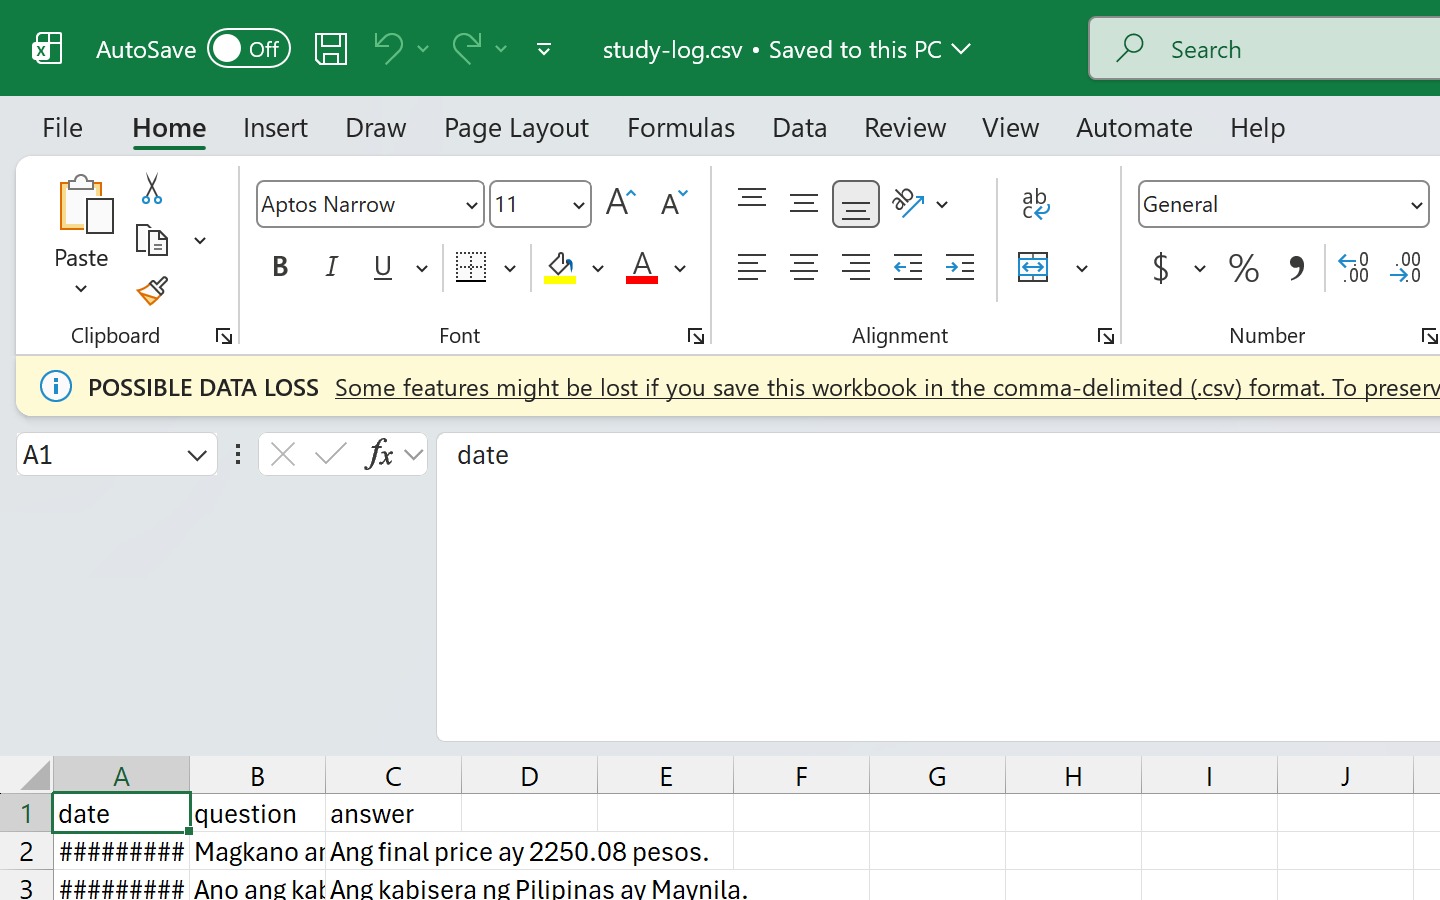 AutoSave Off study-log.csv • Saved to this PC Search
File Home Insert Draw Page Layout Formulas Data Review View Automate Help
Aptos Narrow 11 General
Paste B I U
Clipboard Font Alignment Number
POSSIBLE DATA LOSS Some features might be lost if you save this workbook in the comma-delimited (.csv) format. To preserv
A1 fx date
A B C D E F G H I J
1 date question answer
2 ######### Magkano ar Ang final price ay 2250.08 pesos.
3 ######### Ano ang kab Ang kabisera ng Pilipinas ay Maynila.